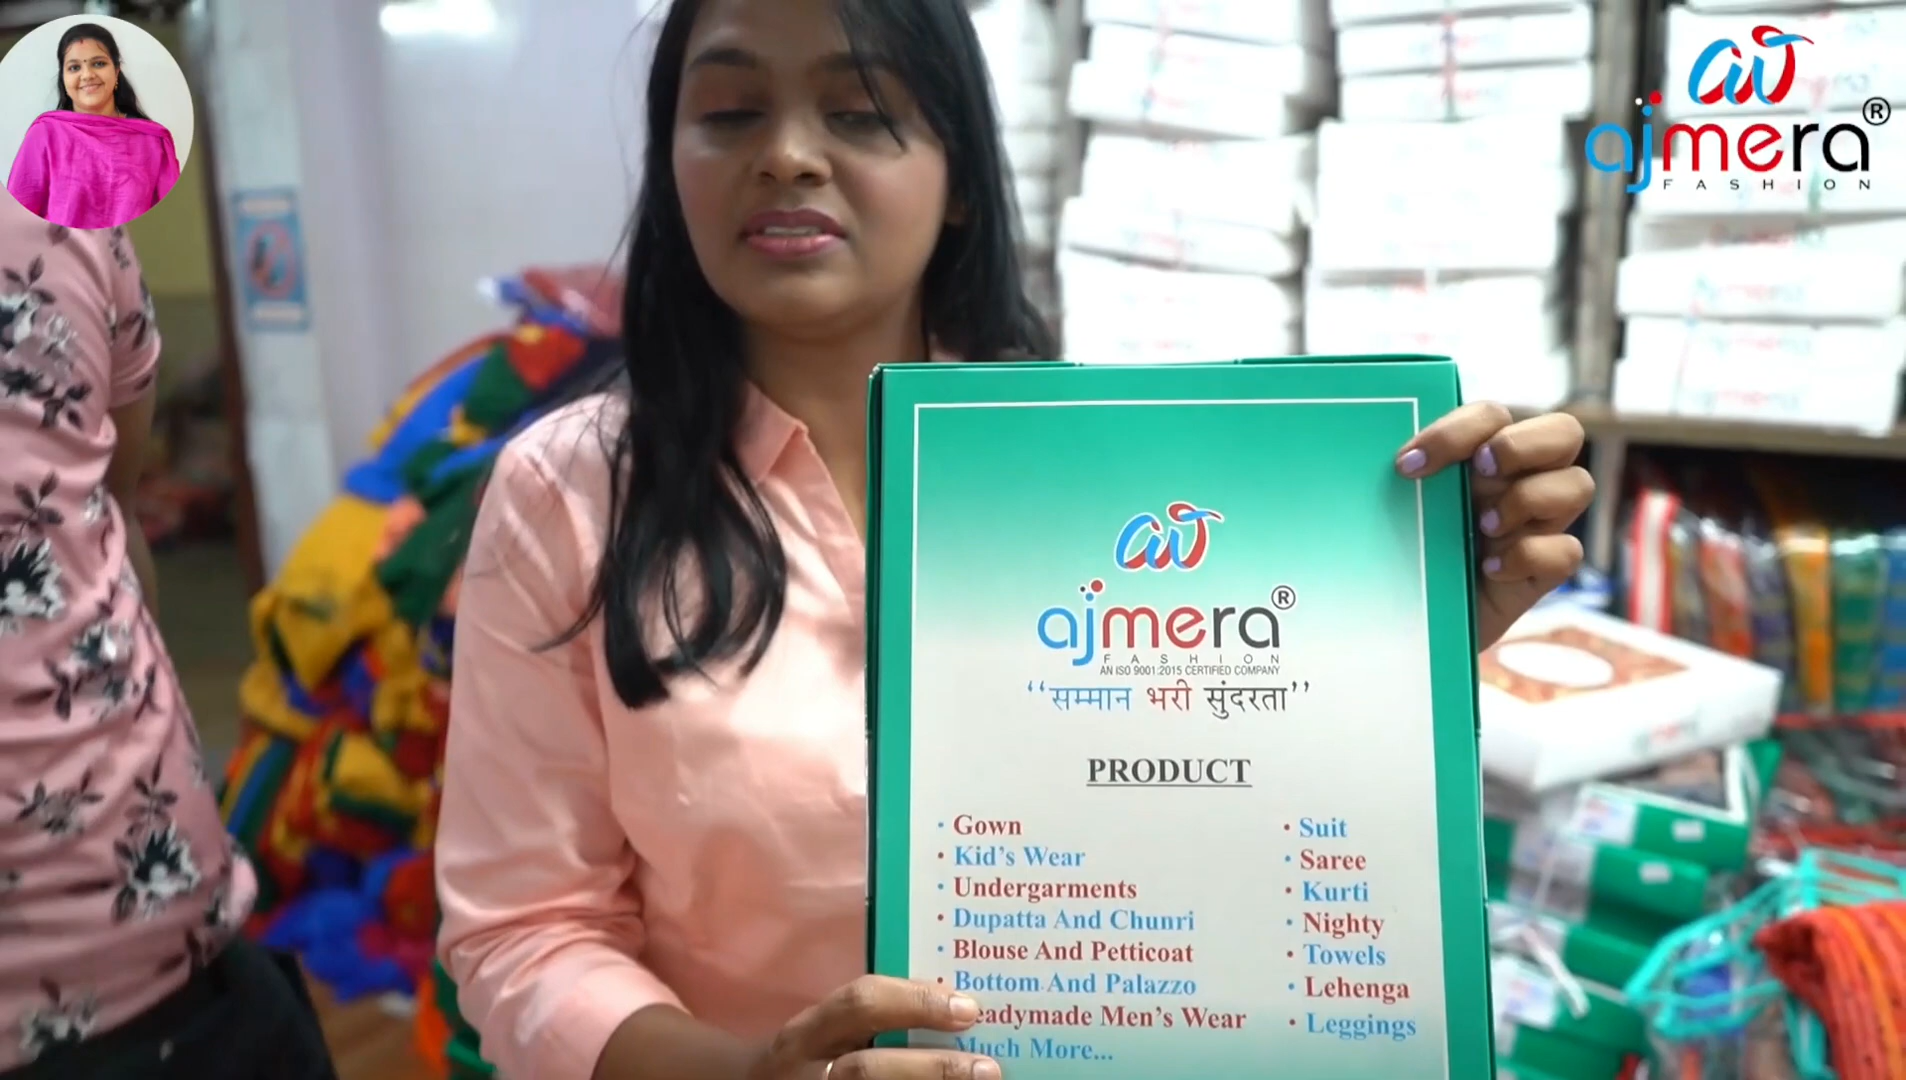 ajmera®
FASHION
ajmera®
FASHION
AN ISO 9001:2015 CERTIFIED COMPANY
“सम्मान भरी सुंदरता”
PRODUCT
• Gown
• Kid's Wear
• Undergarments
• Dupatta And Chunri
• Blouse And Petticoat
• Bottom And Palazzo
eadymade Men's Wear
Much More...
• Suit
• Saree
• Kurti
• Nighty
• Towels
• Lehenga
• Leggings